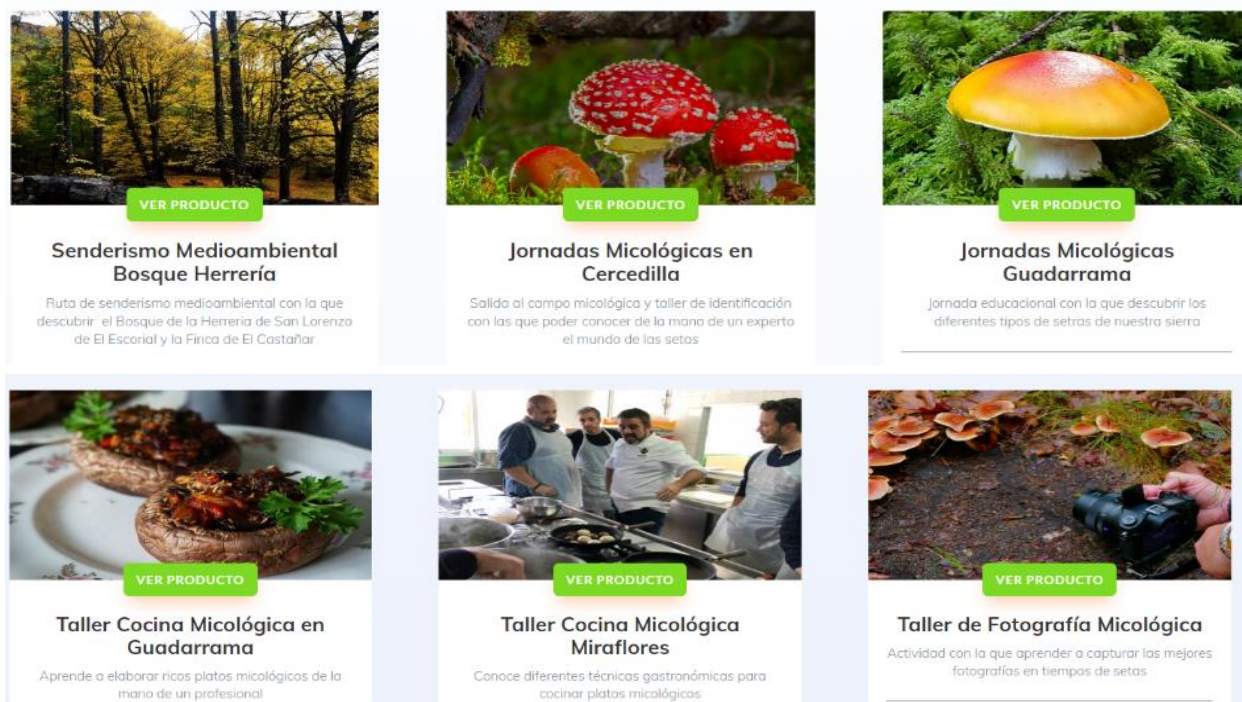 VER PRODUCTO
Senderismo Medioambiental
Bosque Herrería
Ruta de senderismo medioambiental con la que
descubrir el Bosque de la Herreria de San Lorenzo
de El Escorial y la Finca de El Castañar
VER PRODUCTO
Jornadas Micológicas en
Cercedilla
Salida al campo micológica y taller de identificación
con las que poder conocer de la mano de un experto
el mundo de las setas
VER PRODUCTO
Jornadas Micológicas
Guadarrama
Jornada educacional con la que descubrir los
diferentes tipos de setras de nuestra sierra
VER PRODUCTO
Taller Cocina Micológica en
Guadarrama
Aprende a elaborar ricos platos micológicos de la
mano de un profesional
VER PRODUCTO
Taller Cocina Micológica
Miraflores
Conoce diferentes técnicas gastronómicas para
cocinar platos micológicos
VER PRODUCTO
Taller de Fotografía Micológica
Actividad con la que aprender a capturar las mejores
fotografías en tiempos de setas